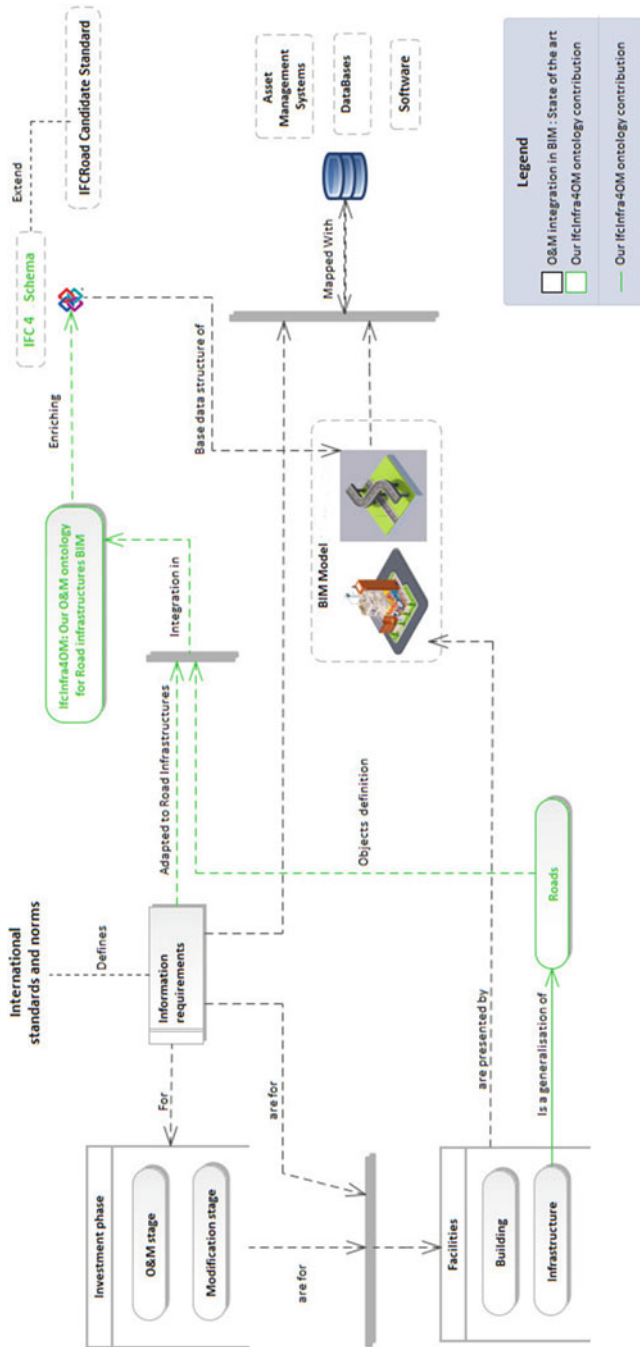 International
standards and norms
Defines
Investment phase
O&M stage
Modification stage
For
Information
requirements
are for
are for
Facilities
Building
Infrastructure
Is a generalisation of
Roads
are presented by
Objects definition
Adapted to Road Infrastructures
Integration in
IfcInfra4OM: Our O&M ontology
for Road infrastructures BIM
Enriching
IFC 4 Schema
Extend
IFCRoad Candidate Standard
Base data structure of
BIM Model
Mapped With
Asset
Management
Systems
DataBases
Software
Legend
O&M integration in BIM : State of the art
Our IfcInfra4OM ontology contribution
Our IfcInfra4OM ontology contribution